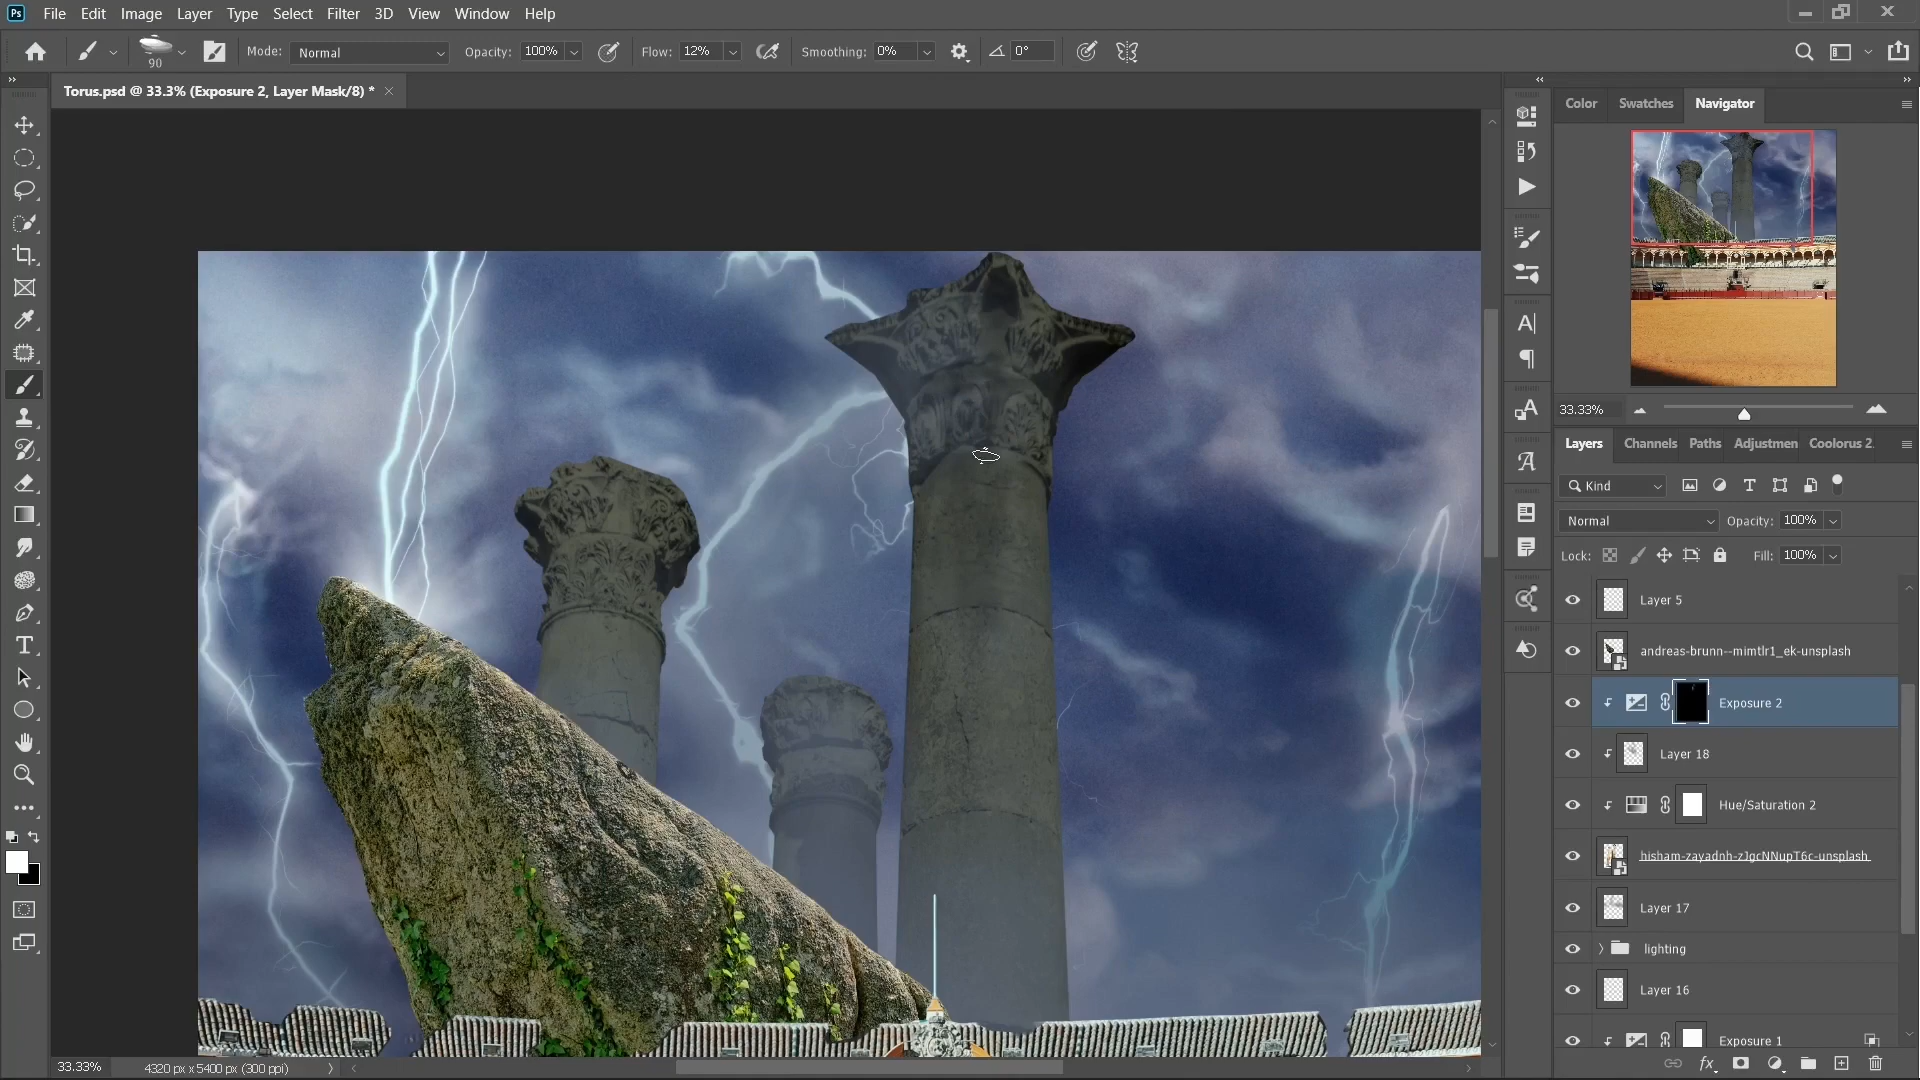 Ps File Edit Image Layer Type Select Filter 3D View Window Help
90 Mode: Normal Opacity: 100% Flow: 12% Smoothing: 0% 0°
Torus.psd @ 33.3% (Exposure 2, Layer Mask/8) *
Color Swatches Navigator
33.33%
Layers Channels Paths Adjustmen Coolorus 2
Kind
Normal Opacity: 100%
Lock: Fill: 100%
Layer 5
andreas-brunn--mimtlr1_ek-unsplash
Exposure 2
Layer 18
Hue/Saturation 2
hisham-zayadnh-zJgcNNupT6c-unsplash
Layer 17
lighting
Layer 16
Exposure 1
33.33% 4320 px x 5400 px (300 ppi)
fx